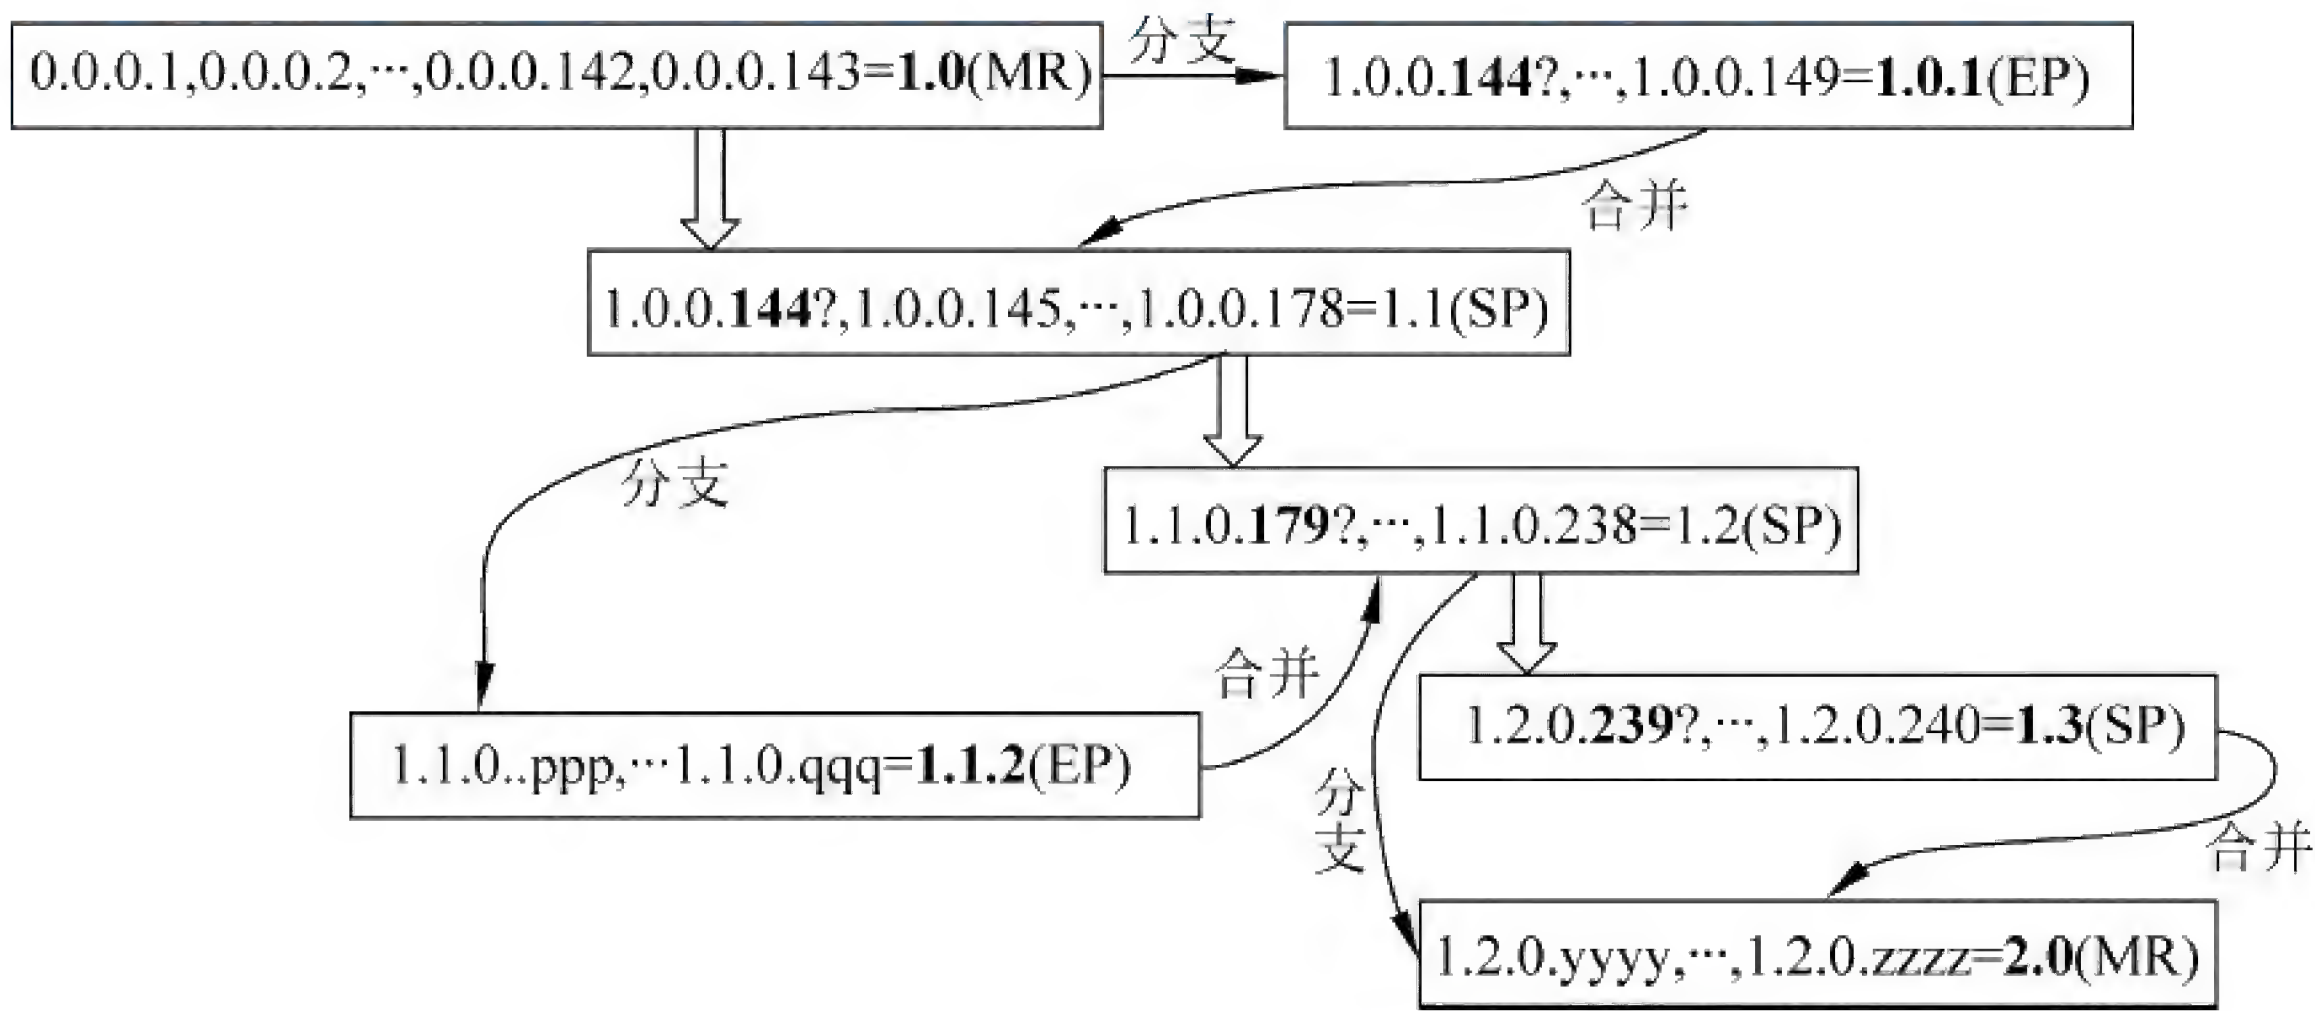 0.0.0.1,0.0.0.2,…,0.0.0.142,0.0.0.143=1.0(MR)
分支
1.0.0.144?,…,1.0.0.149=1.0.1(EP)
合并
1.0.0.144?,1.0.0.145,…,1.0.0.178=1.1(SP)
分支
1.1.0.179?,…,1.1.0.238=1.2(SP)
合并
1.2.0.239?,…,1.2.0.240=1.3(SP)
1.1.0..ppp,…1.1.0.qqq=1.1.2(EP)
分支
合并
1.2.0.yyyy,…,1.2.0.zzzz=2.0(MR)